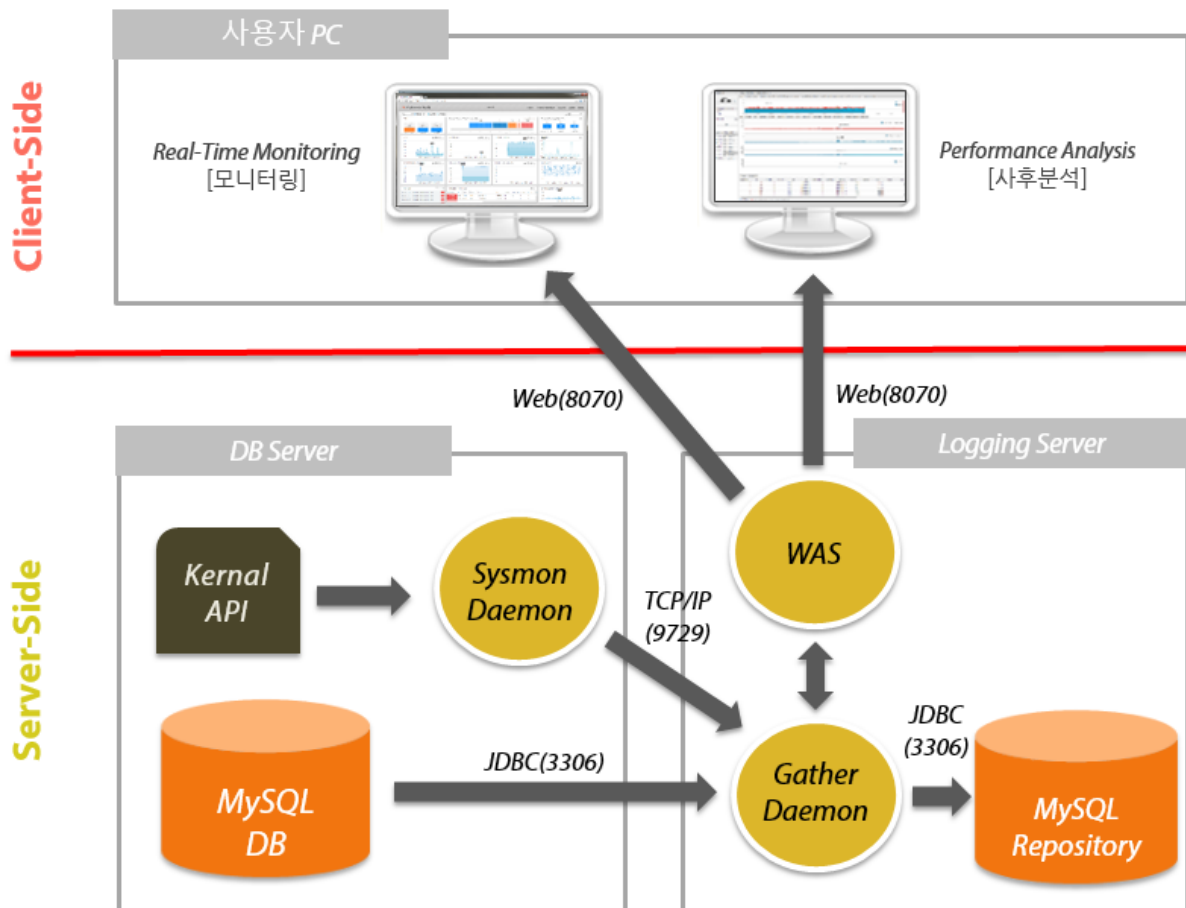 사용자 PC
Client-Side
Real-Time Monitoring
[모니터링]
Performance Analysis
[사후분석]
Web(8070)
Web(8070)
Server-Side
DB Server
Logging Server
Kernal
API
Sysmon
Daemon
TCP/IP
(9729)
WAS
MySQL
DB
JDBC(3306)
Gather
Daemon
JDBC
(3306)
MySQL
Repository